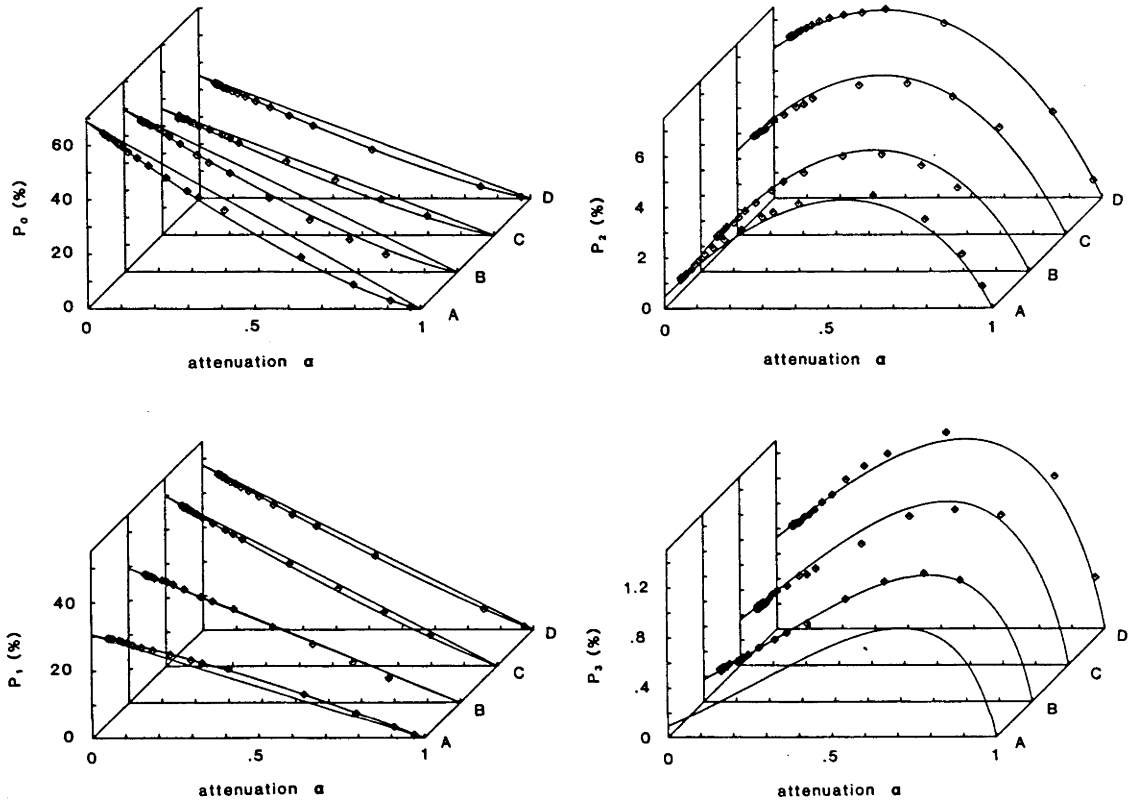 P₀ (%)
60
40
20
0
0
.5
1
A
B
C
D
attenuation α
P₂ (%)
6
4
2
0
0
.5
1
A
B
C
D
attenuation α
P₁ (%)
40
20
0
0
.5
1
A
B
C
D
attenuation α
P₃ (%)
1.2
.8
.4
0
0
.5
1
A
B
C
D
attenuation α